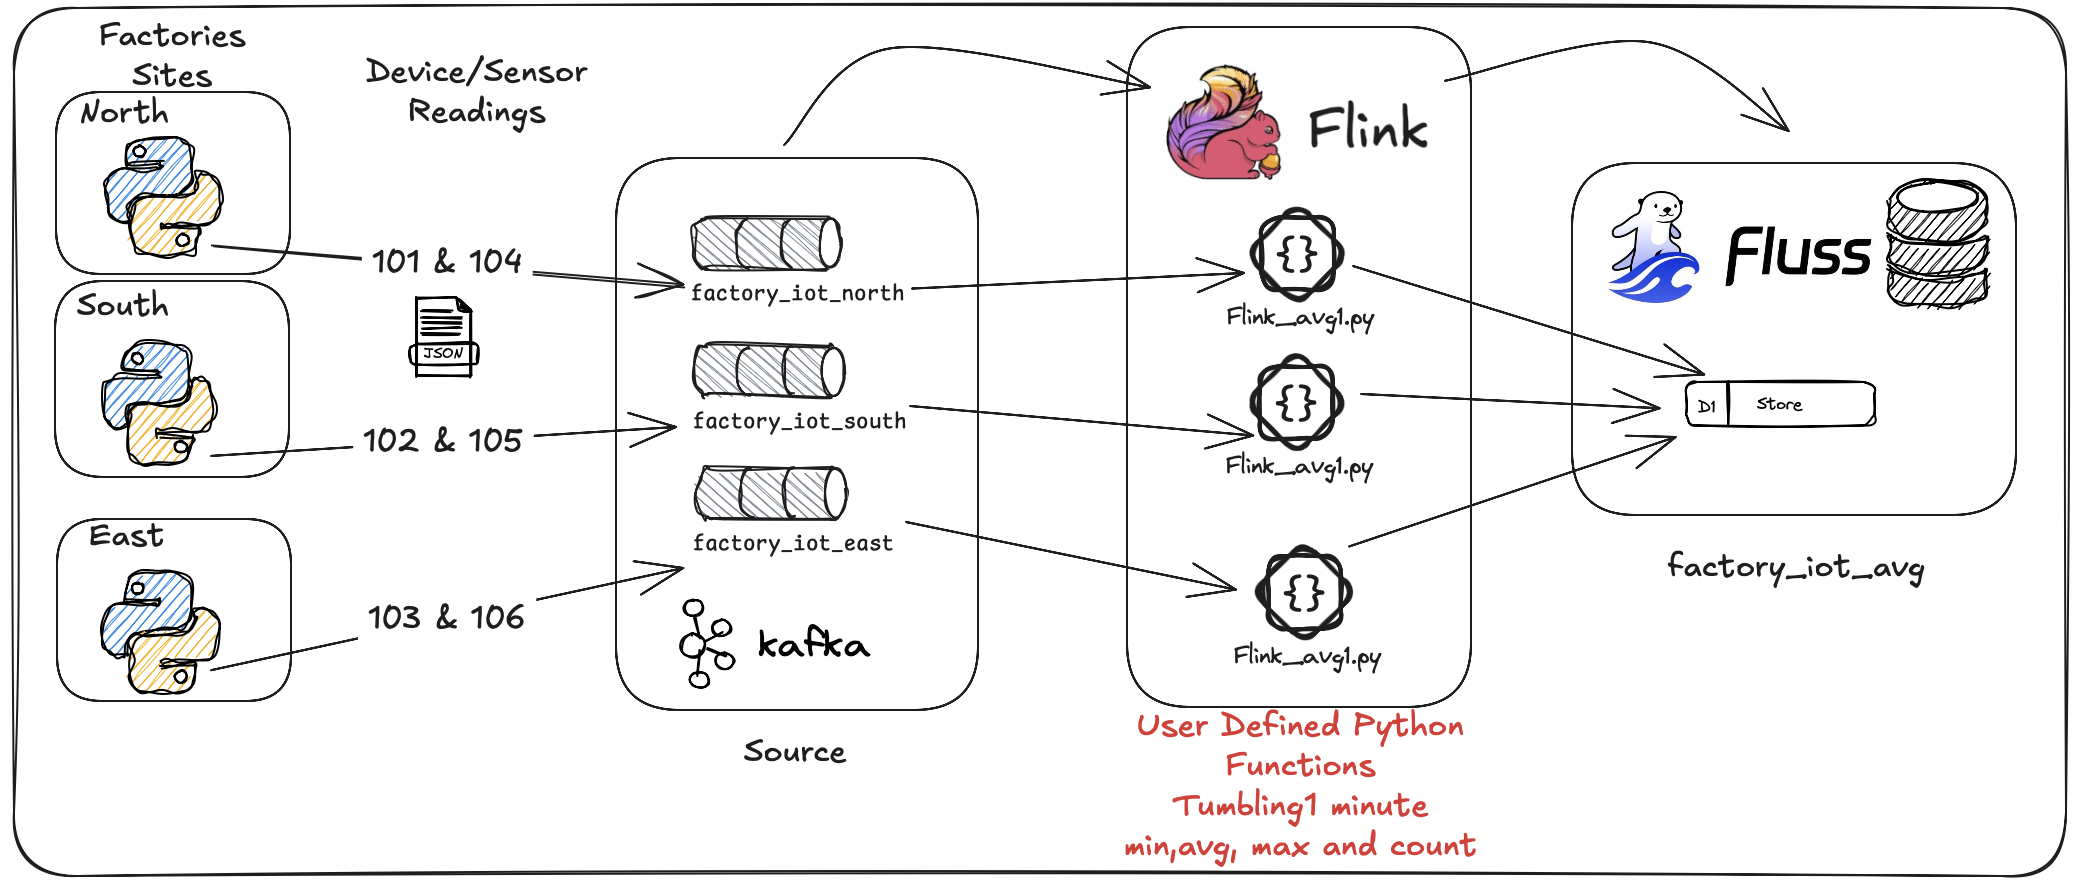 Factories
Sites
North
Device/Sensor
Readings
101 & 104
factory_iot_north
South
JSON
102 & 105
factory_iot_south
East
103 & 106
factory_iot_east
kafka
Source
Flink
{}
Flink_avg1.py
{}
Flink_avg1.py
{}
Flink_avg1.py
User Defined Python
Functions
Tumbling1 minute
min,avg, max and count
Fluss
D1
Store
factory_iot_avg